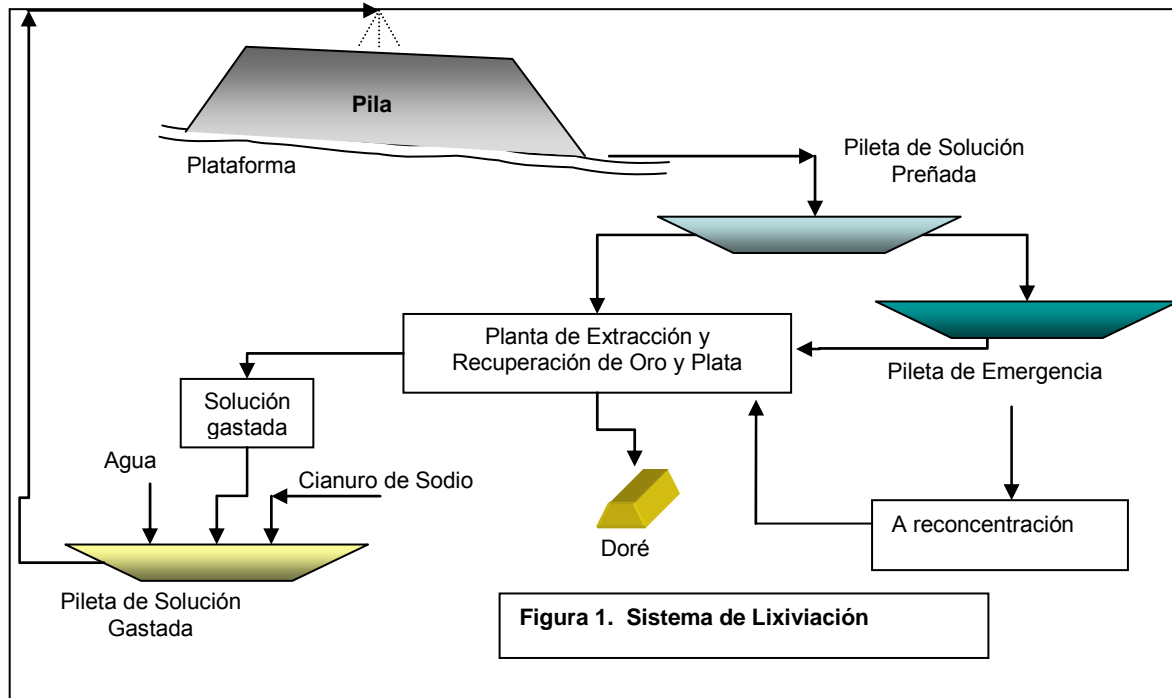 Pila
Plataforma
Pileta de Solución
Preñada
Planta de Extracción y
Recuperación de Oro y Plata
Pileta de Emergencia
Solución
gastada
Agua
Cianuro de Sodio
A reconcentración
Doré
Pileta de Solución
Gastada
Figura 1. Sistema de Lixiviación